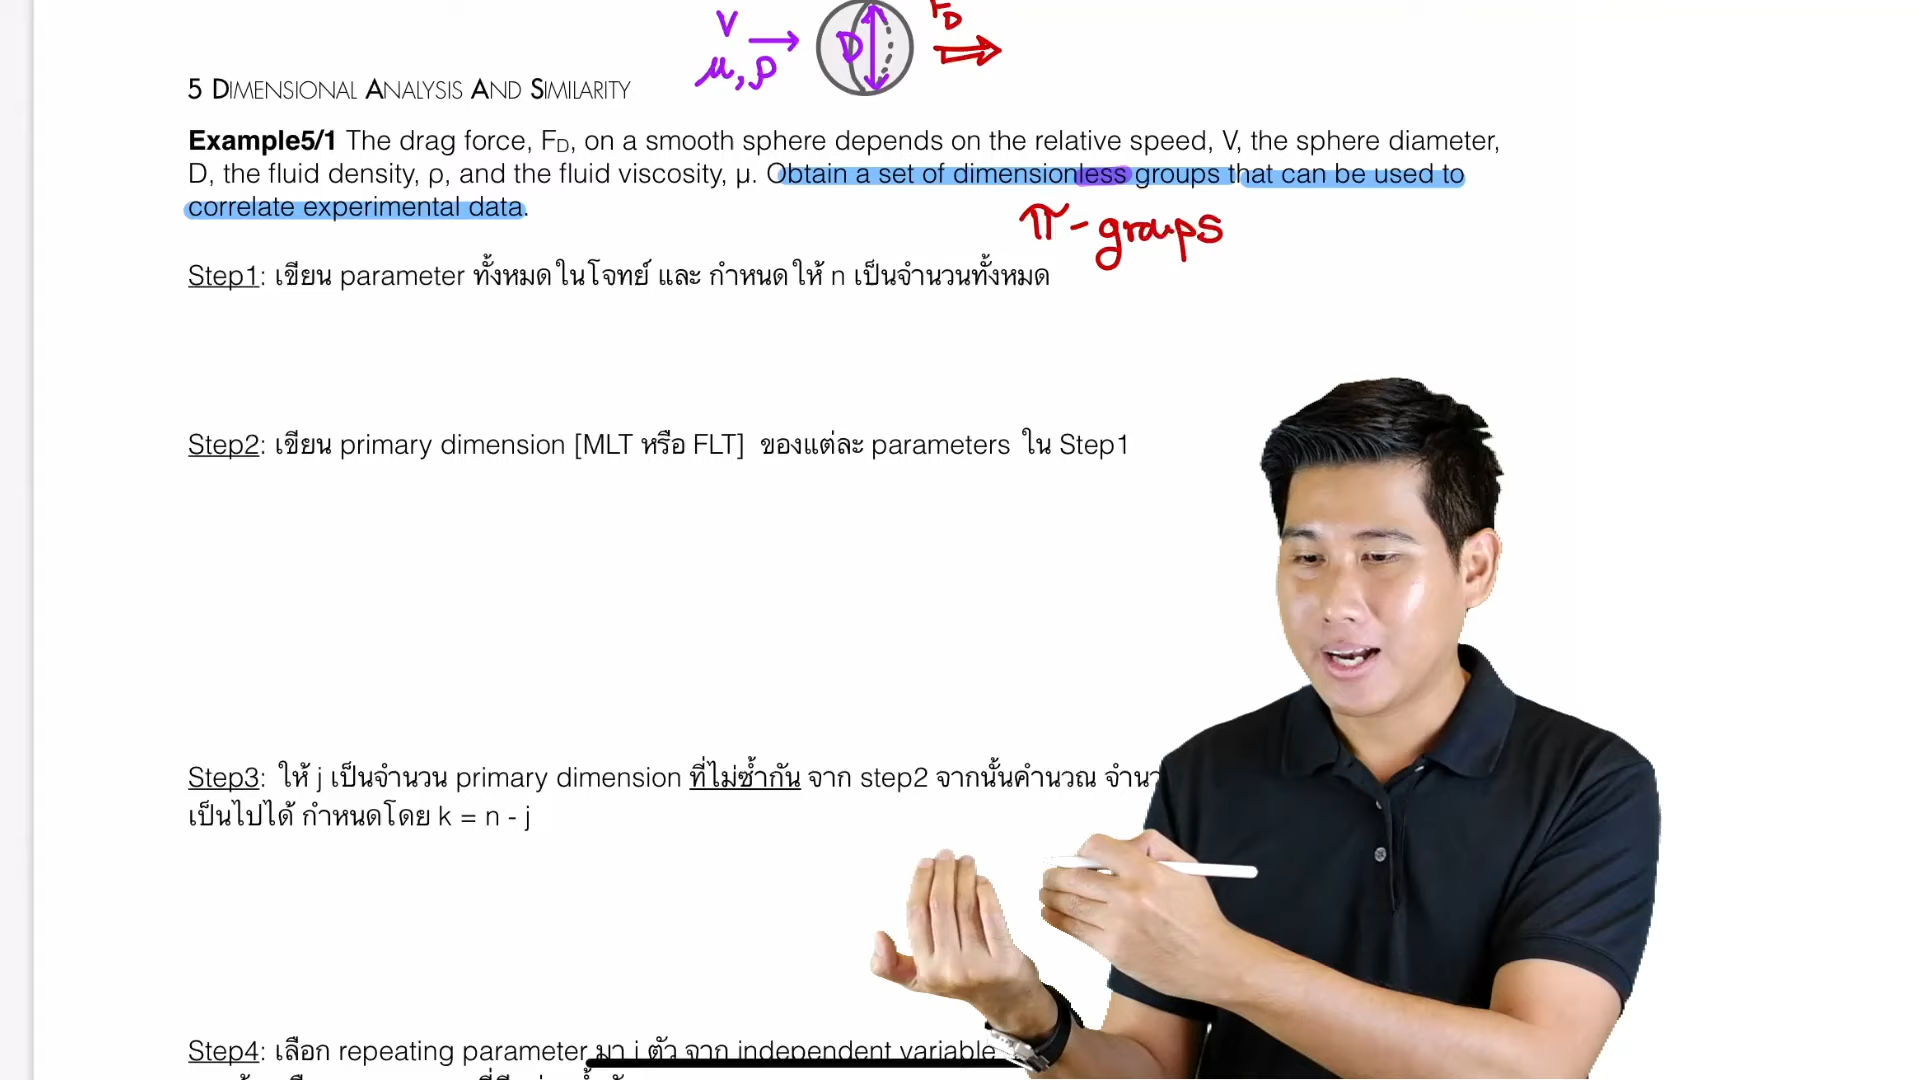 V
μ, ρ
D
F_D
5 DIMENSIONAL ANALYSIS AND SIMILARITY
Example5/1 The drag force, F_D, on a smooth sphere depends on the relative speed, V, the sphere diameter,
D, the fluid density, ρ, and the fluid viscosity, μ. Obtain a set of dimensionless groups that can be used to
correlate experimental data.
π-groups
Step1: เขียน parameter ทั้งหมดในโจทย์ และ กำหนดให้ n เป็นจำนวนทั้งหมด
Step2: เขียน primary dimension [MLT หรือ FLT] ของแต่ละ parameters ใน Step1
Step3: ให้ j เป็นจำนวน primary dimension ที่ไม่ซ้ำกัน จาก step2 จากนั้นคำนวณ
เป็นไปได้ กำหนดโดย k = n - j
Step4: เลือก repeating parameter มา j ตัว จาก independent variable